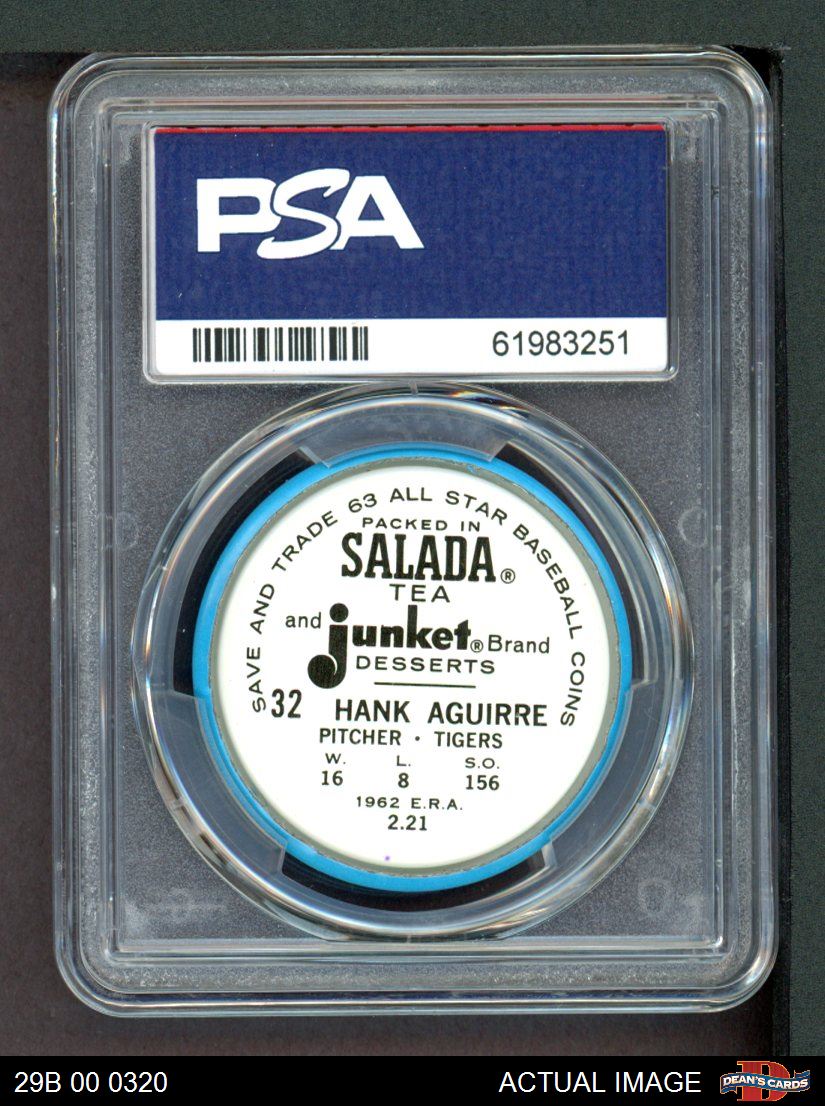 PSA
61983251
SAVE AND TRADE 63 ALL STAR BASEBALL COINS
PACKED IN
SALADA®
TEA
and junket® Brand
DESSERTS
32 HANK AGUIRRE
PITCHER · TIGERS
W. L. S.O.
16 8 156
1962 E.R.A.
2.21
29B 00 0320 ACTUAL IMAGE DEAN'S CARDS